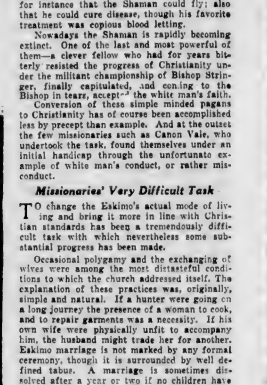 for instance that the Shaman could fly; also
that he could cure disease, though his favorite
treatment was copious blood letting.
Nowadays the Shaman is rapidly becoming
extinct. One of the last and most powerful of
them—a clever fellow who had for years bit-
terly resisted the progress of Christianity un-
der the militant championship of Bishop Strin-
ger, finally capitulated, and coming to the
Bishop in tears, accept-- the white man's faith.
Conversion of these simple minded pagans
to Christianity has of course been accomplished
less by precept than example. And at the outset
the few missionaries such as Canon Vale, who
undertook the task, found themselves under an
initial handicap through the unfortunate ex-
ample of white man's conduct, or rather mis-
conduct.
Missionaries' Very Difficult Task
TO change the Eskimo's actual mode of liv-
ing and bring it more in line with Chris-
tian standards has been a tremendously diffi-
cult task with which nevertheless some sub-
stantial progress has been made.
Occasional polygamy and the exchanging of
wives were among the most distasteful condi-
tions to which the church addressed itself. The
explanation of these practices was, originally,
simple and natural. If a hunter were going on
a long journey the presence of a woman to cook,
and to repair garments was a necessity. If his
own wife were physically unfit to accompany
him, the husband might trade her for another.
Eskimo marriage is not marked by any formal
ceremony, though it is surrounded by well de-
fined tabus. A marriage is sometimes dis-
solved after a year or two if no children have